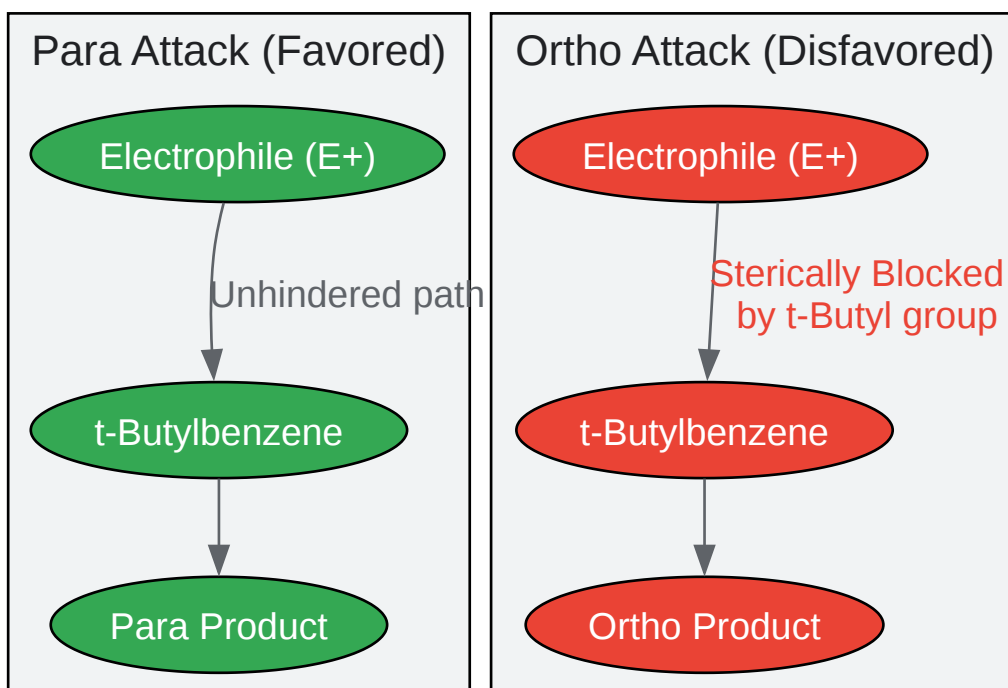 Para Attack (Favored)
Electrophile (E+)
Unhindered path
t-Butylbenzene
Para Product
Ortho Attack (Disfavored)
Electrophile (E+)
Sterically Blocked
by t-Butyl group
t-Butylbenzene
Ortho Product